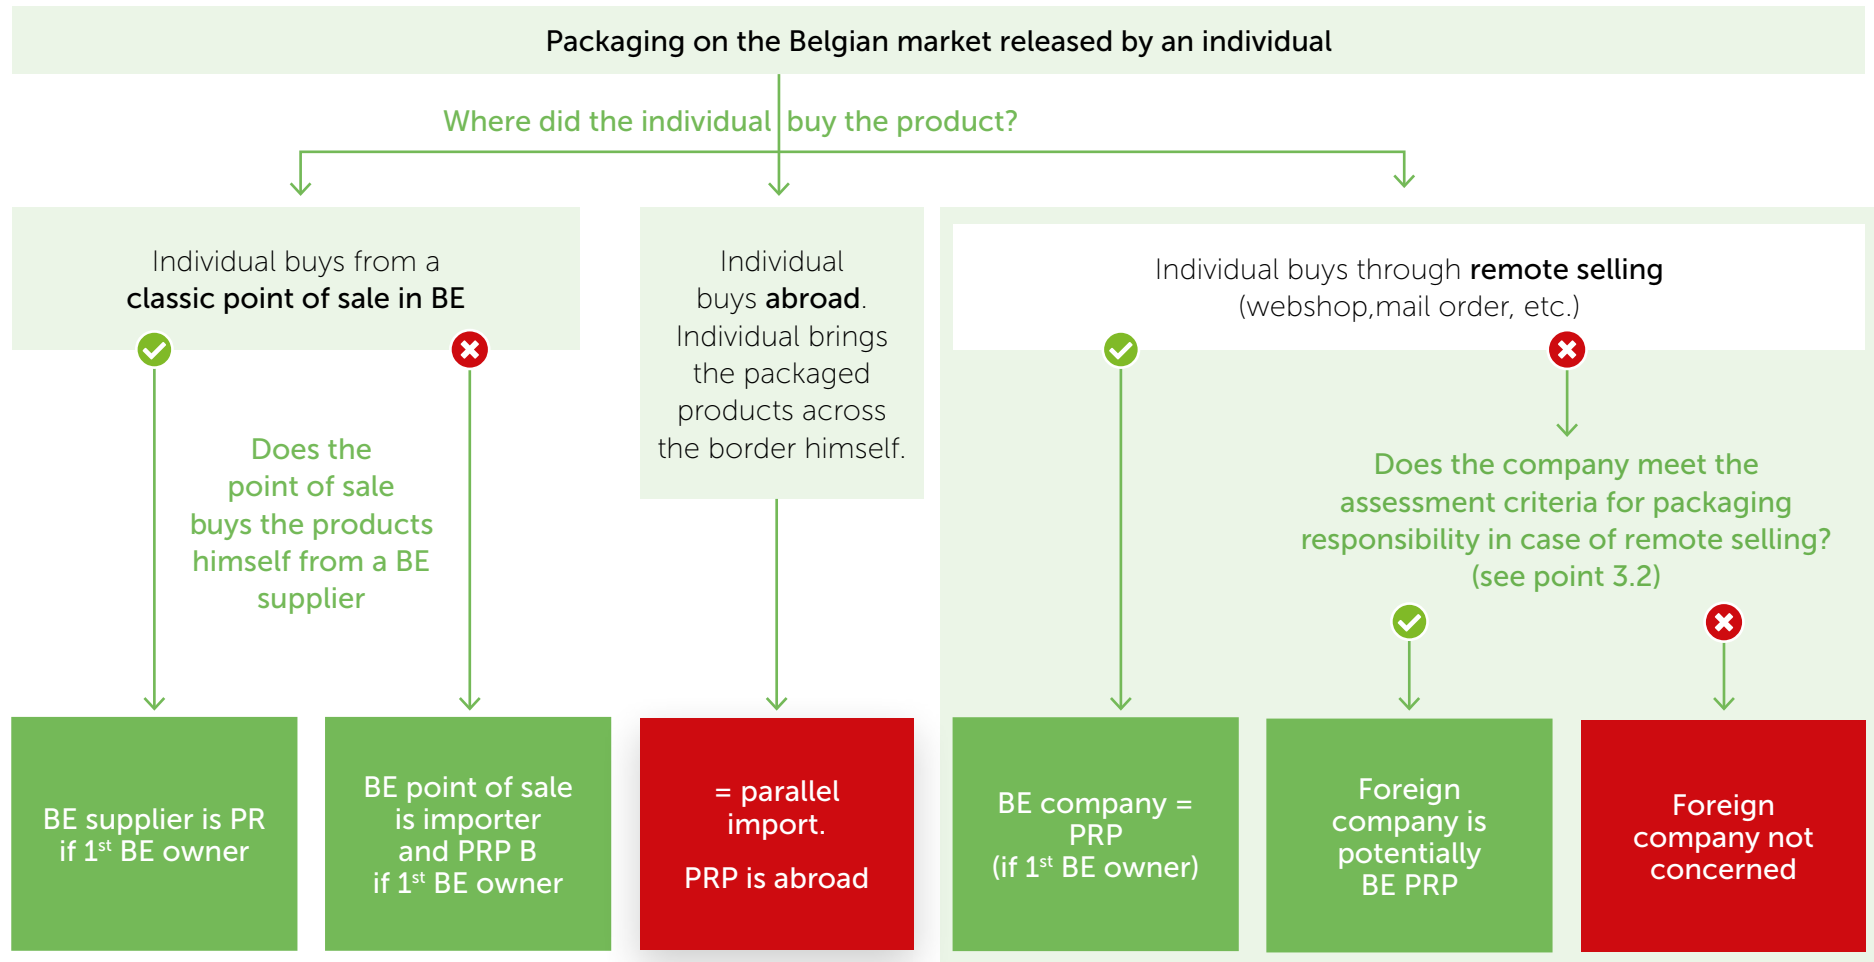 Packaging on the Belgian market released by an individual
Where did the individual buy the product?
Individual buys from a
classic point of sale in BE
Does the
point of sale
buys the products
himself from a BE
supplier
Individual
buys abroad.
Individual brings
the packaged
products across
the border himself.
Individual buys through remote selling
(webshop,mail order, etc.)
Does the company meet the
assessment criteria for packaging
responsibility in case of remote selling?
(see point 3.2)
BE supplier is PR
if 1st BE owner
BE point of sale
is importer
and PRP B
if 1st BE owner
= parallel
import.
PRP is abroad
BE company =
PRP
(if 1st BE owner)
Foreign
company is
potentially
BE PRP
Foreign
company not
concerned